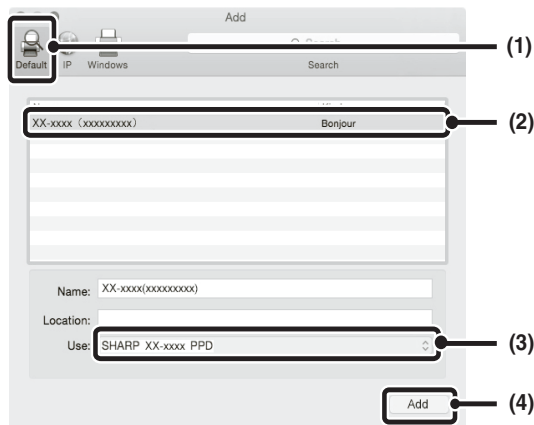 Add
(1)
Default IP Windows
Search
XX-xxxx (xxxxxxxxx) Bonjour
(2)
Name: XX-xxxx(xxxxxxxxx)
Location:
Use: SHARP XX-xxxx PPD
(3)
Add
(4)